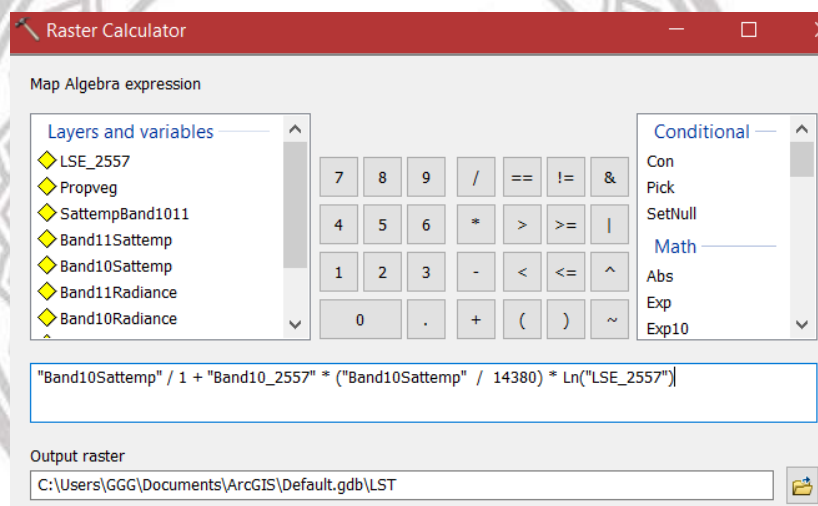 Raster Calculator
Map Algebra expression
Layers and variables
LSE_2557
Propveg
SattempBand1011
Band11Sattemp
Band10Sattemp
Band11Radiance
Band10Radiance
7 8 9 / == != &
4 5 6 * > >= |
1 2 3 - < <= ^
0 . + ( ) ~
Conditional
Con
Pick
SetNull
Math
Abs
Exp
Exp10
"Band10Sattemp" / 1 + "Band10_2557" * ("Band10Sattemp" / 14380) * Ln("LSE_2557")
Output raster
C:\Users\GGG\Documents\ArcGIS\Default.gdb\LST